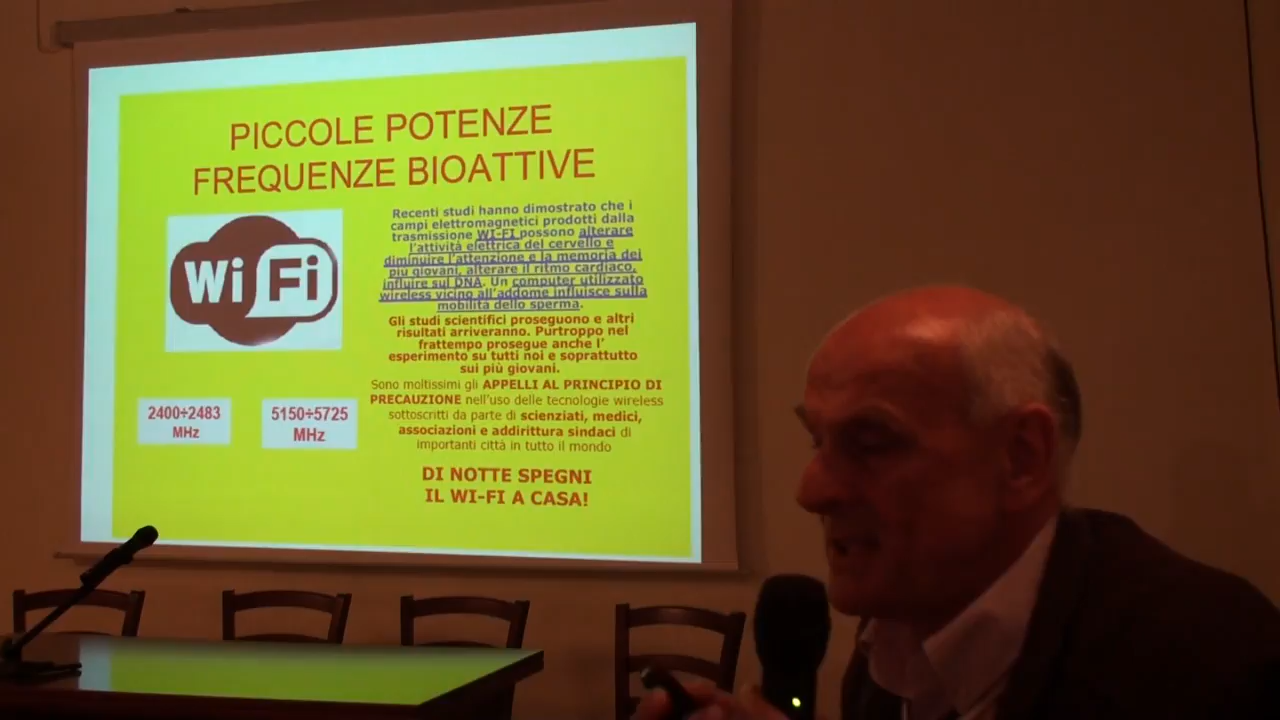 PICCOLE POTENZE
FREQUENZE BIOATTIVE
Wi Fi
2400÷2483
MHz
5150÷5725
MHz
Recenti studi hanno dimostrato che i
campi elettromagnetici prodotti dalla
trasmissione WI-FI possono alterare
l'attività elettrica del cervello e
diminuire l'attenzione e la memoria dei
più giovani, alterare il ritmo cardiaco,
influire sul DNA. Un computer utilizzato
wireless vicino all'addome influisce sulla
mobilità dello sperma.
Gli studi scientifici proseguono e altri
risultati arriveranno. Purtroppo nel
frattempo prosegue anche l'
esperimento su tutti noi e soprattutto
sui più giovani.
Sono moltissimi gli APPELLI AL PRINCIPIO DI
PRECAUZIONE nell'uso delle tecnologie wireless
sottoscritti da parte di scienziati, medici,
associazioni e addirittura sindaci di
importanti città in tutto il mondo
DI NOTTE SPEGNI
IL WI-FI A CASA!